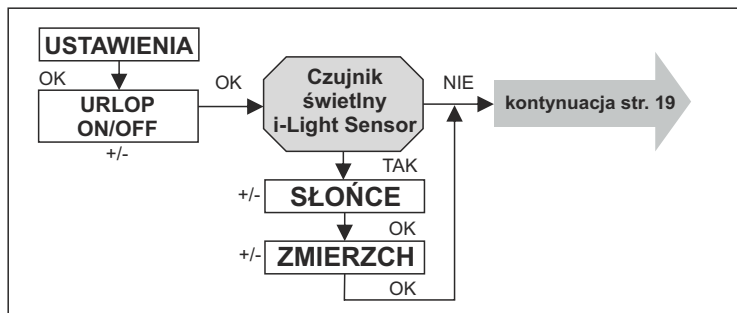 USTAWIENIA
OK
URLOP
ON/OFF
+/-
OK
Czujnik
świetlny
i-Light Sensor
NIE
kontynuacja str. 19
TAK
+/-
SŁOŃCE
OK
+/-
ZMIERZCH
OK